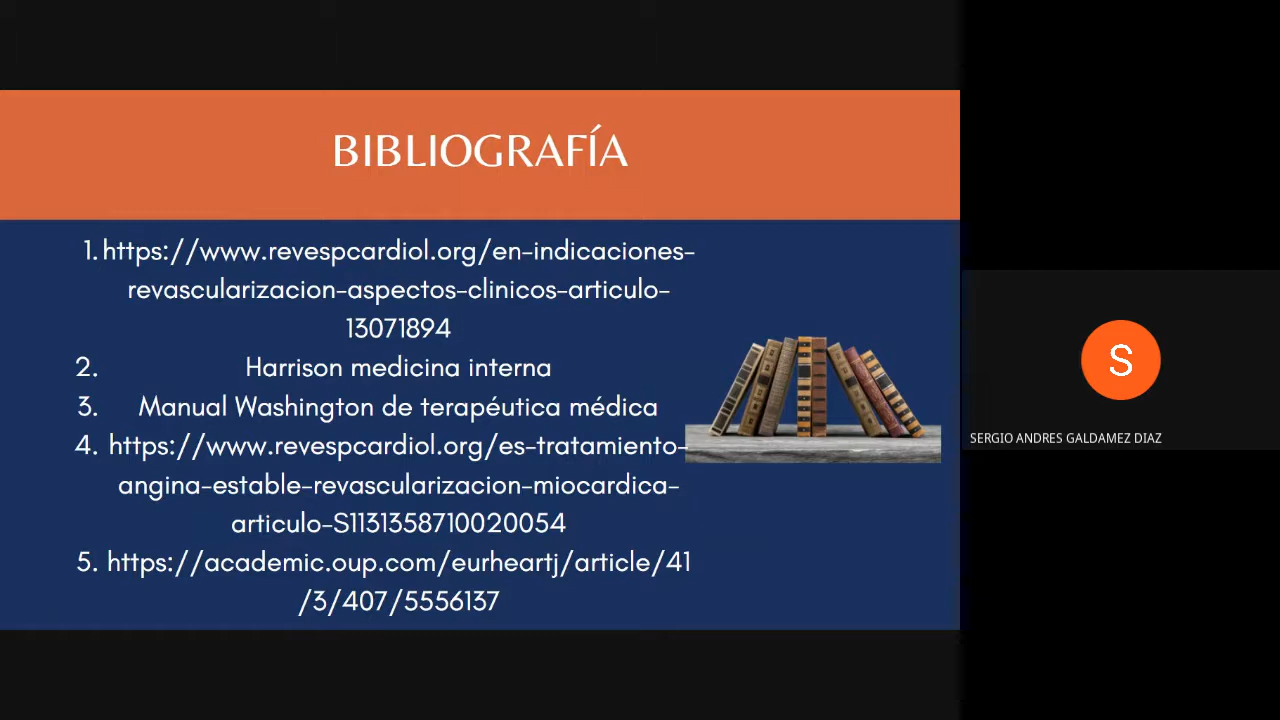 BIBLIOGRAFÍA
1. https://www.revespcardiol.org/en-indicaciones-
revascularizacion-aspectos-clinicos-articulo-
13071894
2. Harrison medicina interna
3. Manual Washington de terapéutica médica
4. https://www.revespcardiol.org/es-tratamiento-
angina-estable-revascularizacion-miocardica-
articulo-S1131358710020054
5. https://academic.oup.com/eurheartj/article/41
/3/407/5556137
S
SERGIO ANDRES GALDAMEZ DIAZ